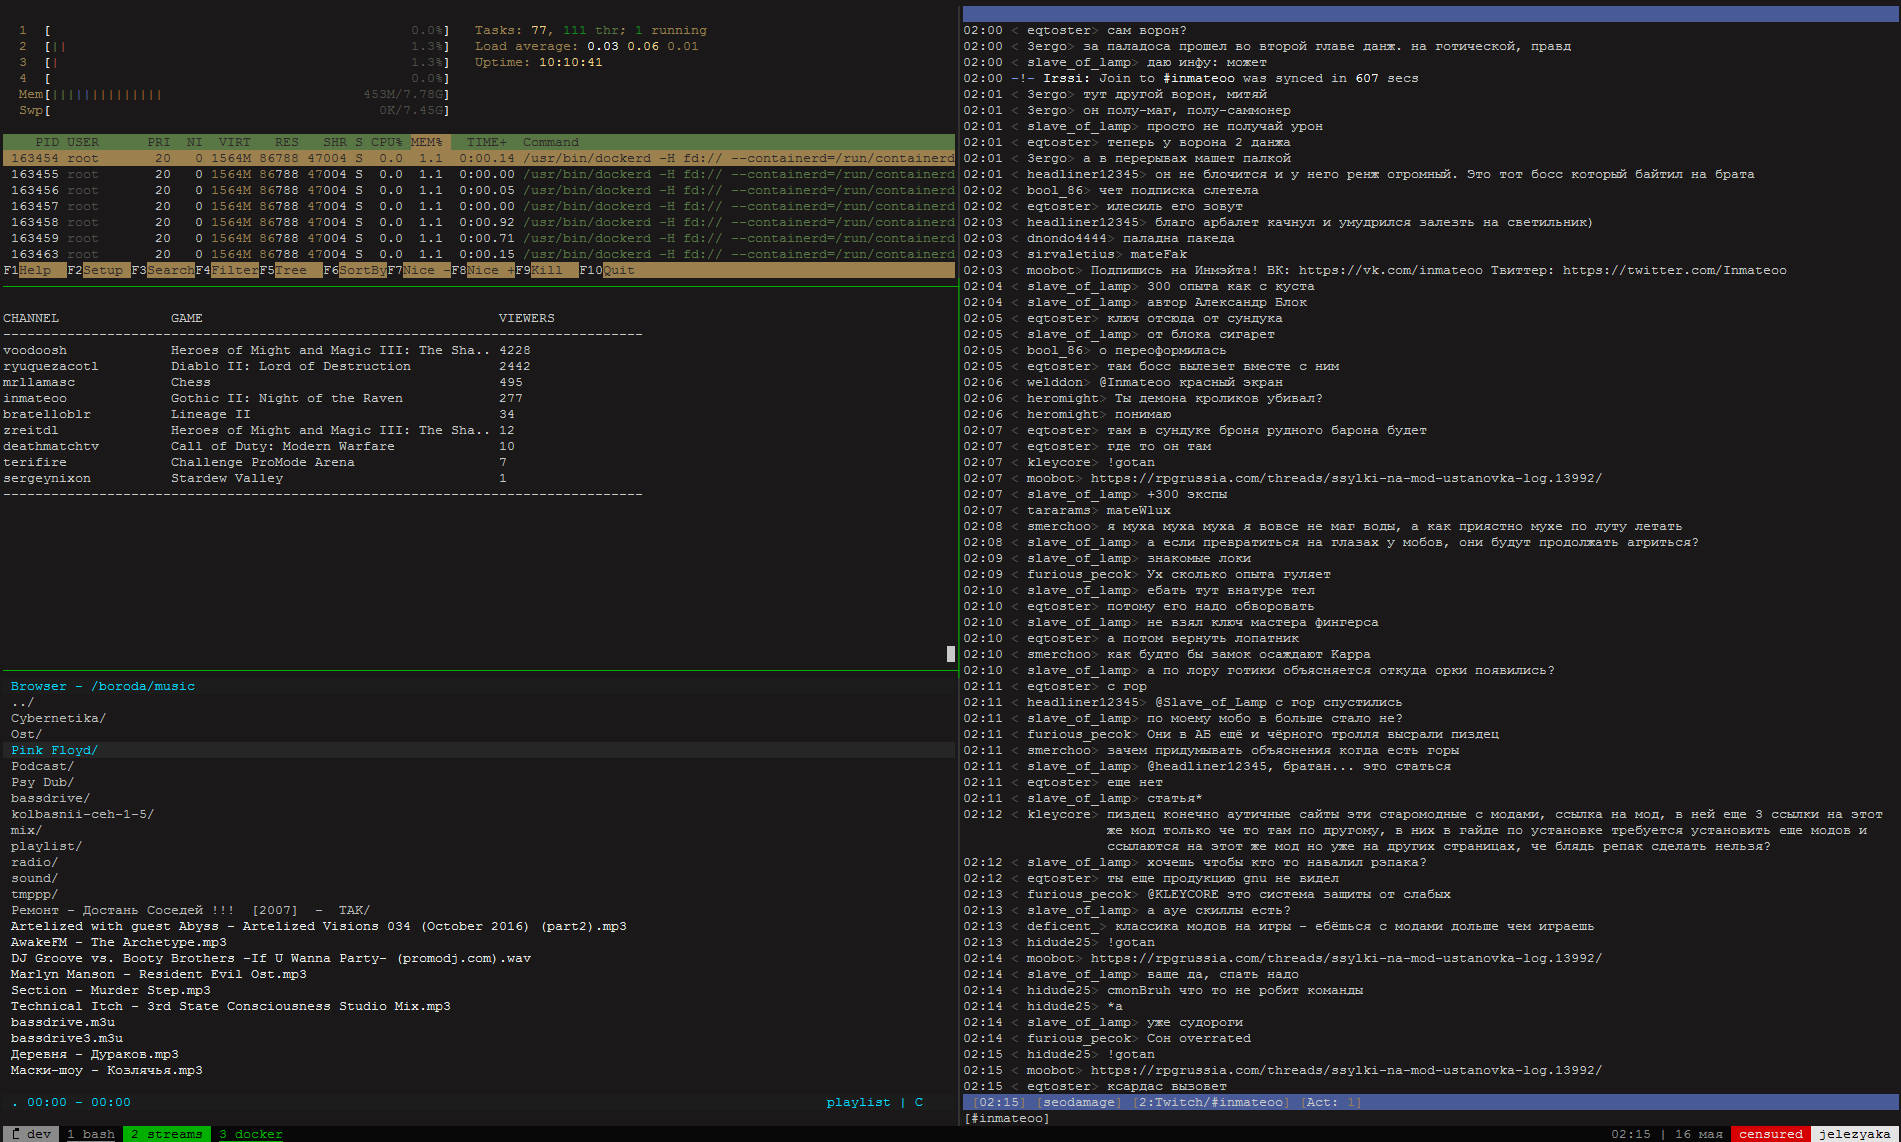 1 [ 0.0%] Tasks: 77, 111 thr; 1 running
2 [|| 1.3%] Load average: 0.03 0.06 0.01
3 [| 1.3%] Uptime: 10:10:41
4 [ 0.0%]
Mem[|||||||||||||| 453M/7.78G]
Swp[ 0K/7.45G]
PID USER PRI NI VIRT RES SHR S CPU% MEM% TIME+ Command
163454 root 20 0 1564M 86788 47004 S 0.0 1.1 0:00.14 /usr/bin/dockerd -H fd:// --containerd=/run/containerd
163455 root 20 0 1564M 86788 47004 S 0.0 1.1 0:00.00 /usr/bin/dockerd -H fd:// --containerd=/run/containerd
163456 root 20 0 1564M 86788 47004 S 0.0 1.1 0:00.05 /usr/bin/dockerd -H fd:// --containerd=/run/containerd
163457 root 20 0 1564M 86788 47004 S 0.0 1.1 0:00.00 /usr/bin/dockerd -H fd:// --containerd=/run/containerd
163458 root 20 0 1564M 86788 47004 S 0.0 1.1 0:00.92 /usr/bin/dockerd -H fd:// --containerd=/run/containerd
163459 root 20 0 1564M 86788 47004 S 0.0 1.1 0:00.71 /usr/bin/dockerd -H fd:// --containerd=/run/containerd
163463 root 20 0 1564M 86788 47004 S 0.0 1.1 0:00.15 /usr/bin/dockerd -H fd:// --containerd=/run/containerd
F1Help F2Setup F3SearchF4FilterF5Tree F6SortByF7Nice -F8Nice +F9Kill F10Quit
CHANNEL GAME VIEWERS
--------------------------------------------------------------------------------
voodoosh Heroes of Might and Magic III: The Sha.. 4228
ryuquezacotl Diablo II: Lord of Destruction 2442
mrllamasc Chess 495
inmateoo Gothic II: Night of the Raven 277
bratelloblr Lineage II 34
zreitdl Heroes of Might and Magic III: The Sha.. 12
deathmatchtv Call of Duty: Modern Warfare 10
terifire Challenge ProMode Arena 7
sergeynixon Stardew Valley 1
--------------------------------------------------------------------------------
Browser - /boroda/music
../
Cybernetika/
Ost/
Pink Floyd/
Podcast/
Psy Dub/
bassdrive/
kolbasnii-ceh-1-5/
mix/
playlist/
radio/
sound/
tmppp/
Ремонт - Достань Соседей !!! [2007] - TAK/
Artelized with guest Abyss - Artelized Visions 034 (October 2016) (part2).mp3
AwakeFM - The Archetype.mp3
DJ Groove vs. Booty Brothers -If U Wanna Party- (promodj.com).wav
Marlyn Manson - Resident Evil Ost.mp3
Section - Murder Step.mp3
Technical Itch - 3rd State Consciousness Studio Mix.mp3
bassdrive.m3u
bassdrive3.m3u
Деревня - Дураков.mp3
Маски-шоу - Козлячья.mp3
. 00:00 - 00:00 playlist | C
02:00 < eqtoster> сам ворон?
02:00 < 3ergo> за паладоса прошел во второй главе данж. на готической, правд
02:00 < slave_of_lamp> даю инфу: может
02:00 -!- Irssi: Join to #inmateoo was synced in 607 secs
02:01 < 3ergo> тут другой ворон, митяй
02:01 < 3ergo> он полу-маг, полу-саммонер
02:01 < slave_of_lamp> просто не получай урон
02:01 < eqtoster> теперь у ворона 2 данжа
02:01 < 3ergo> а в перерывах машет палкой
02:01 < headliner12345> он не блочится и у него ренж огромный. Это тот босс который байтил на брата
02:02 < bool_86> чет подписка слетела
02:02 < eqtoster> илесиль его зовут
02:03 < headliner12345> благо арбалет качнул и умудрился залезть на светильник)
02:03 < dnondo4444> паладна пакеда
02:03 < sirvaletius> mateFak
02:03 < moobot> Подпишись на Инмэйта! ВК: https://vk.com/inmateoo Твиттер: https://twitter.com/Inmateoo
02:04 < slave_of_lamp> 300 опыта как с куста
02:04 < slave_of_lamp> автор Александр Блок
02:05 < eqtoster> ключ отсюда от сундука
02:05 < slave_of_lamp> от блока сигарет
02:05 < bool_86> о переоформилась
02:05 < eqtoster> там босс вылезет вместе с ним
02:06 < welddon> @Inmateoo красный экран
02:06 < heromight> Ты демона кроликов убивал?
02:06 < heromight> понимаю
02:07 < eqtoster> там в сундуке броня рудного барона будет
02:07 < eqtoster> где то он там
02:07 < kleycore> !gotan
02:07 < moobot> https://rpgrussia.com/threads/ssylki-na-mod-ustanovka-log.13992/
02:07 < slave_of_lamp> +300 экспы
02:07 < tararams> mateWlux
02:08 < smerchoo> я муха муха муха я вовсе не маг воды, а как приястно мухе по луту летать
02:08 < slave_of_lamp> а если превратиться на глазах у мобов, они будут продолжать агриться?
02:09 < slave_of_lamp> знакомые локи
02:09 < furious_pecok> Ух сколько опыта гуляет
02:10 < slave_of_lamp> ебать тут внатуре тел
02:10 < eqtoster> потому его надо обворовать
02:10 < slave_of_lamp> не взял ключ мастера фингерса
02:10 < eqtoster> а потом вернуть лопатник
02:10 < smerchoo> как будто бы замок осаждают Карра
02:10 < slave_of_lamp> а по лору готики объясняется откуда орки появились?
02:11 < eqtoster> с гор
02:11 < headliner12345> @Slave_of_Lamp с гор спустились
02:11 < slave_of_lamp> по моему мобо в больше стало не?
02:11 < furious_pecok> Они в АБ ещё и чёрного тролля высрали пиздец
02:11 < smerchoo> зачем придумывать объяснения когда есть горы
02:11 < slave_of_lamp> @headliner12345, братан... это статься
02:11 < eqtoster> еще нет
02:11 < slave_of_lamp> статья*
02:12 < kleycore> пиздец конечно аутичные сайты эти старомодные с модами, ссылка на мод, в ней еще 3 ссылки на этот
же мод только че то там по другому, в них в гайде по установке требуется установить еще модов и
ссылаются на этот же мод но уже на других страницах, че блядь репак сделать нельзя?
02:12 < slave_of_lamp> хочешь чтобы кто то навалил рэпака?
02:12 < eqtoster> ты еще продукцию gnu не видел
02:13 < furious_pecok> @KLEYCORE это система защиты от слабых
02:13 < slave_of_lamp> а ауе скиллы есть?
02:13 < deficent_> классика модов на игры - ебёшься с модами дольше чем играешь
02:13 < hidude25> !gotan
02:14 < moobot> https://rpgrussia.com/threads/ssylki-na-mod-ustanovka-log.13992/
02:14 < slave_of_lamp> ваще да, спать надо
02:14 < hidude25> cmonBruh что то не робит команды
02:14 < hidude25> *а
02:14 < slave_of_lamp> уже судороги
02:14 < furious_pecok> Сон overrated
02:15 < hidude25> !gotan
02:15 < moobot> https://rpgrussia.com/threads/ssylki-na-mod-ustanovka-log.13992/
02:15 < eqtoster> ксардас вызовет
[02:15] [seodamage] [2:Twitch/#inmateoo] [Act: 1]
[#inmateoo]
dev 1 bash 2 streams 3 docker 02:15 | 16 мая censured jelezyaka